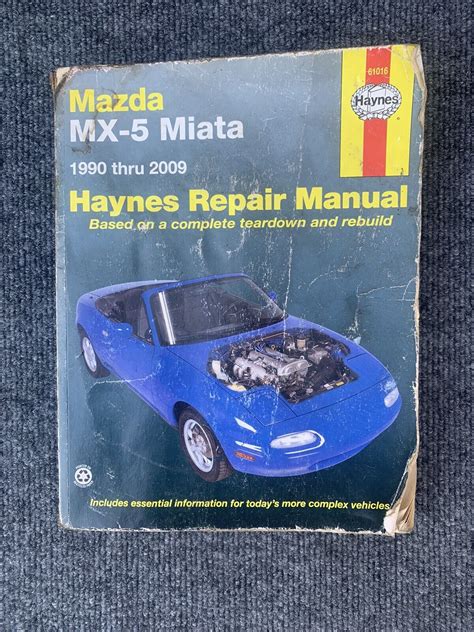 61016
Haynes
Mazda
MX-5 Miata
1990 thru 2009
Haynes Repair Manual
Based on a complete teardown and rebuild
Includes essential information for today's more complex vehicles